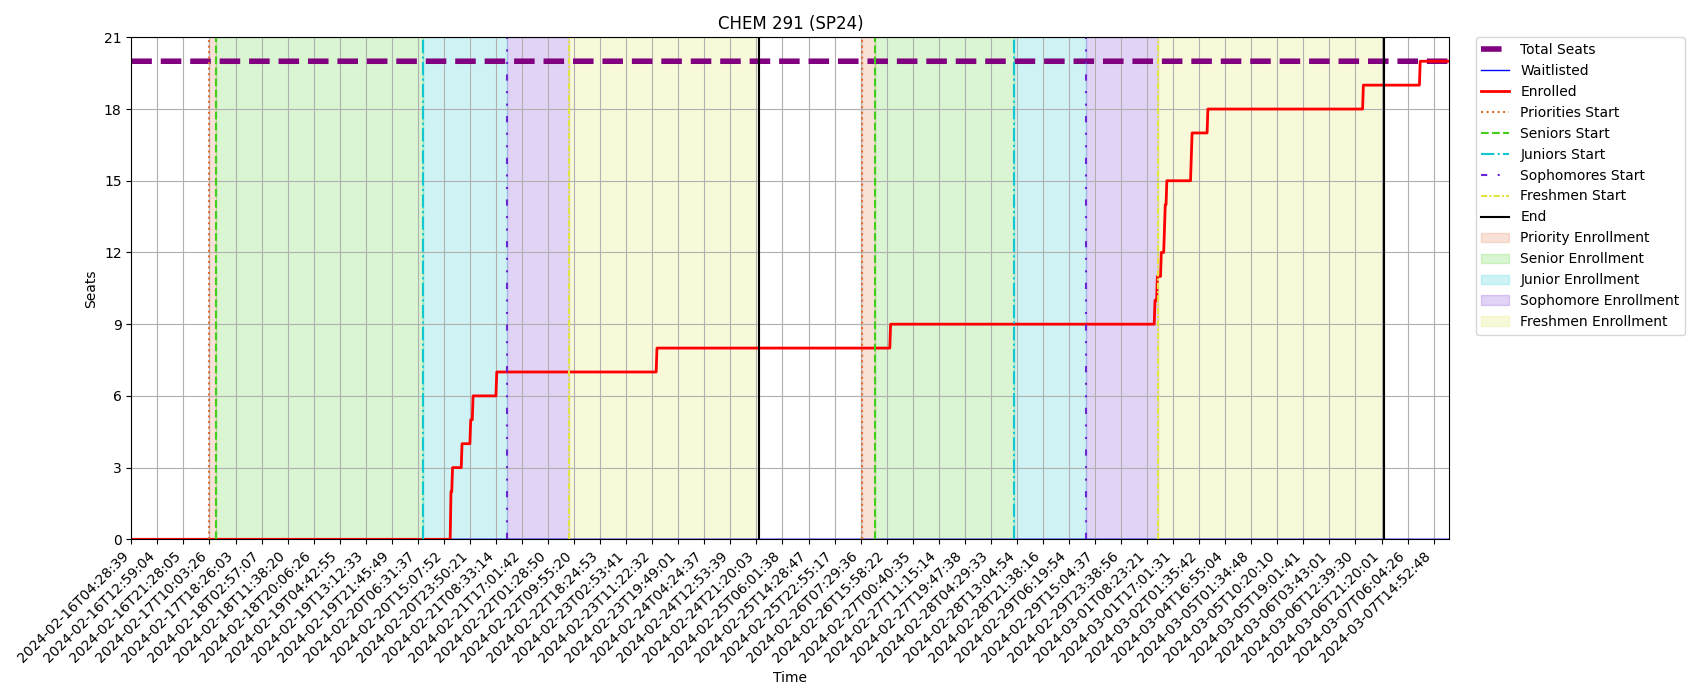 CHEM 291 (SP24)
Seats
21
18
15
12
9
6
3
0
2024-02-16T04:28:39
2024-02-16T12:59:04
2024-02-16T21:28:05
2024-02-17T10:03:26
2024-02-17T18:26:03
2024-02-18T02:57:07
2024-02-18T11:38:20
2024-02-18T20:06:26
2024-02-19T04:42:55
2024-02-19T13:12:33
2024-02-19T21:45:49
2024-02-20T06:31:37
2024-02-20T15:07:52
2024-02-20T23:50:21
2024-02-21T08:33:14
2024-02-21T17:01:42
2024-02-22T01:28:50
2024-02-22T09:55:20
2024-02-22T18:24:53
2024-02-23T02:53:41
2024-02-23T11:22:32
2024-02-23T19:49:01
2024-02-24T04:24:37
2024-02-24T12:53:39
2024-02-24T21:20:03
2024-02-25T06:01:38
2024-02-25T14:28:47
2024-02-25T22:55:17
2024-02-26T07:29:36
2024-02-26T15:58:22
2024-02-27T00:40:35
2024-02-27T11:15:14
2024-02-27T19:47:38
2024-02-28T04:29:33
2024-02-28T13:04:54
2024-02-28T21:38:16
2024-02-29T06:19:54
2024-02-29T15:04:37
2024-02-29T23:38:56
2024-03-01T08:23:21
2024-03-01T17:01:31
2024-03-02T01:35:42
2024-03-04T16:55:04
2024-03-05T01:34:48
2024-03-05T10:20:10
2024-03-05T19:01:41
2024-03-06T03:43:01
2024-03-06T12:39:30
2024-03-06T21:20:01
2024-03-07T06:04:26
2024-03-07T14:52:48
Time
Total Seats
Waitlisted
Enrolled
Priorities Start
Seniors Start
Juniors Start
Sophomores Start
Freshmen Start
End
Priority Enrollment
Senior Enrollment
Junior Enrollment
Sophomore Enrollment
Freshmen Enrollment